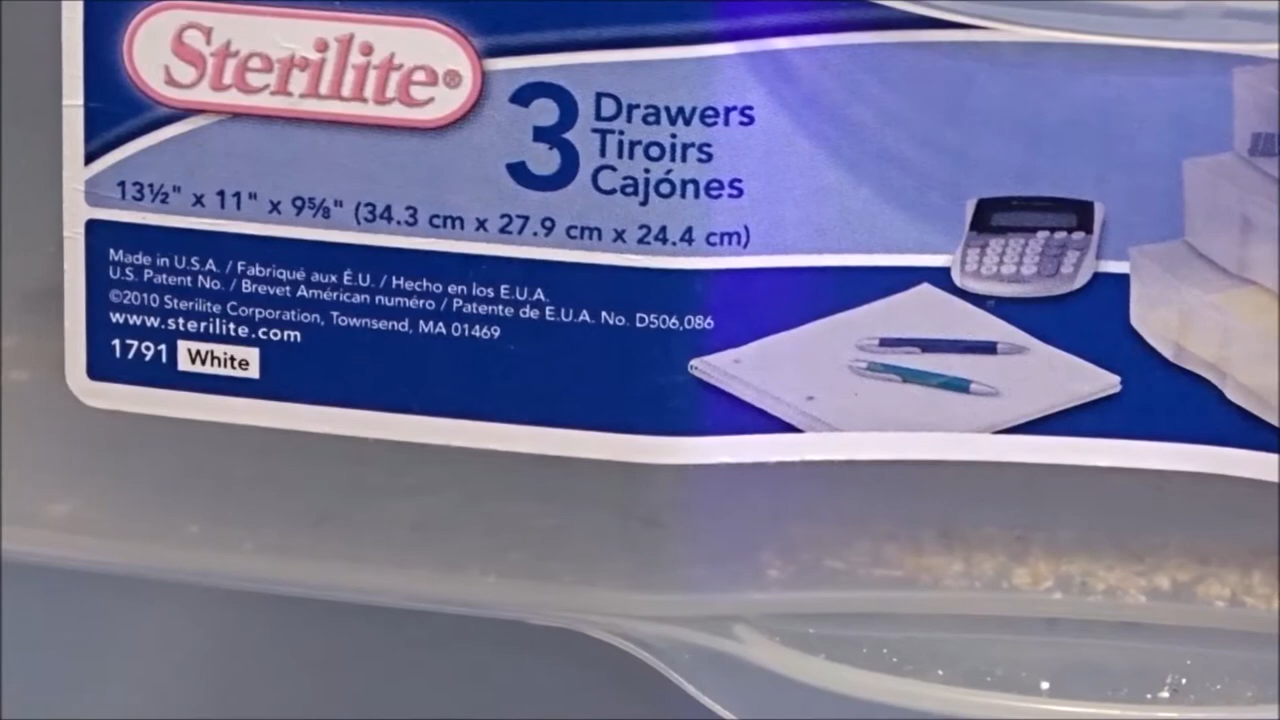 Sterilite®
3 Drawers
Tiroirs
Cajónes
13½" x 11" x 9⅝" (34.3 cm x 27.9 cm x 24.4 cm)
Made in U.S.A. / Fabriqué aux É.U. / Hecho en los E.U.A.
U.S. Patent No. / Brevet Américan numéro / Patente de E.U.A. No. D506,086
©2010 Sterilite Corporation, Townsend, MA 01469
www.sterilite.com
1791 White